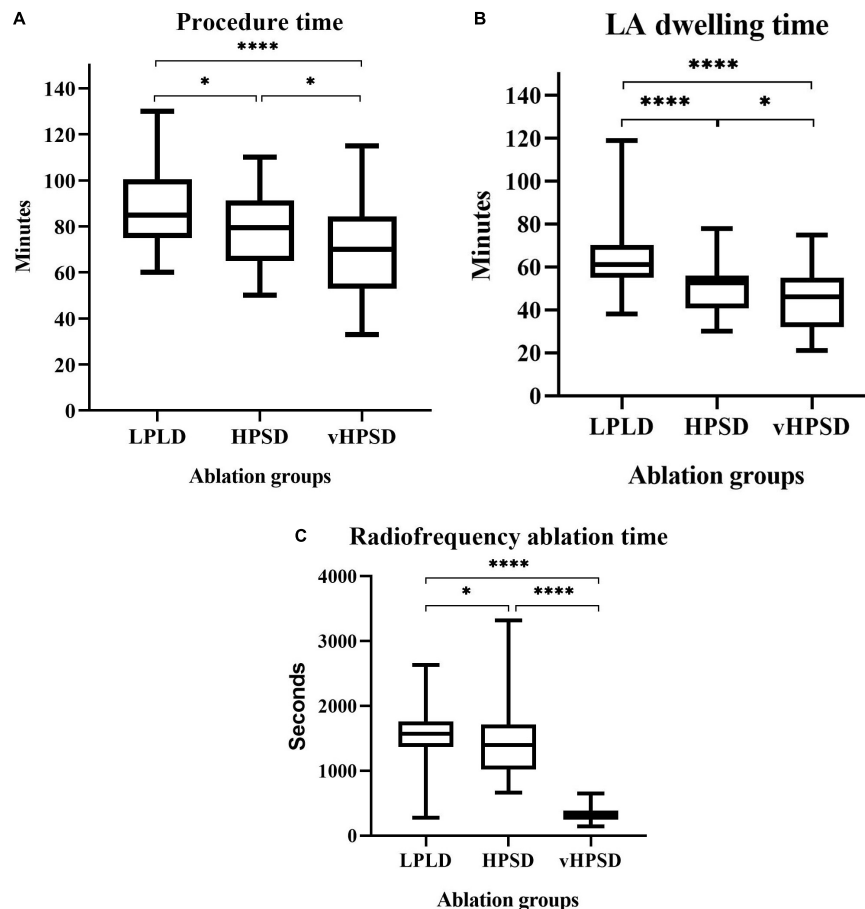 A
Procedure time
****
* *
140
120
100
80
60
40
20
0
Minutes
LPLD HPSD vHPSD
Ablation groups
B
LA dwelling time
****
**** *
140
120
100
80
60
40
20
0
Minutes
LPLD HPSD vHPSD
Ablation groups
C
Radiofrequency ablation time
****
* ****
4000
3000
2000
1000
0
Seconds
LPLD HPSD vHPSD
Ablation groups